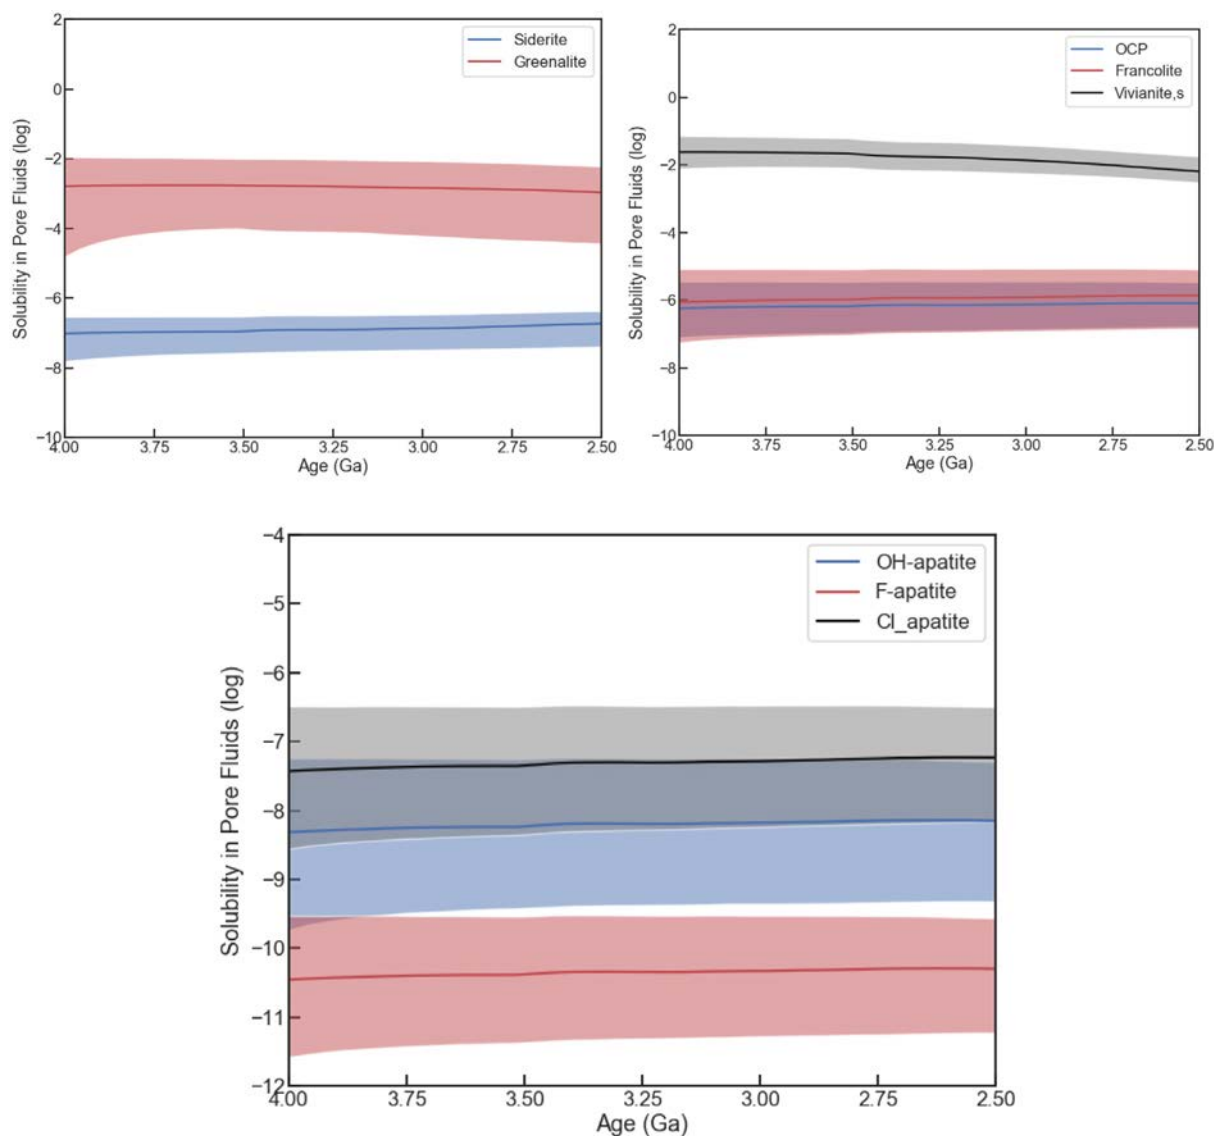 Siderite
Greenalite
Solubility in Pore Fluids (log)
2
0
−2
−4
−6
−8
−10
4.00 3.75 3.50 3.25 3.00 2.75 2.50
Age (Ga)
OCP
Francolite
Vivianite,s
Solubility in Pore Fluids (log)
2
0
−2
−4
−6
−8
−10
4.00 3.75 3.50 3.25 3.00 2.75 2.50
Age (Ga)
OH-apatite
F-apatite
Cl_apatite
Solubility in Pore Fluids (log)
−4
−5
−6
−7
−8
−9
−10
−11
−12
4.00 3.75 3.50 3.25 3.00 2.75 2.50
Age (Ga)